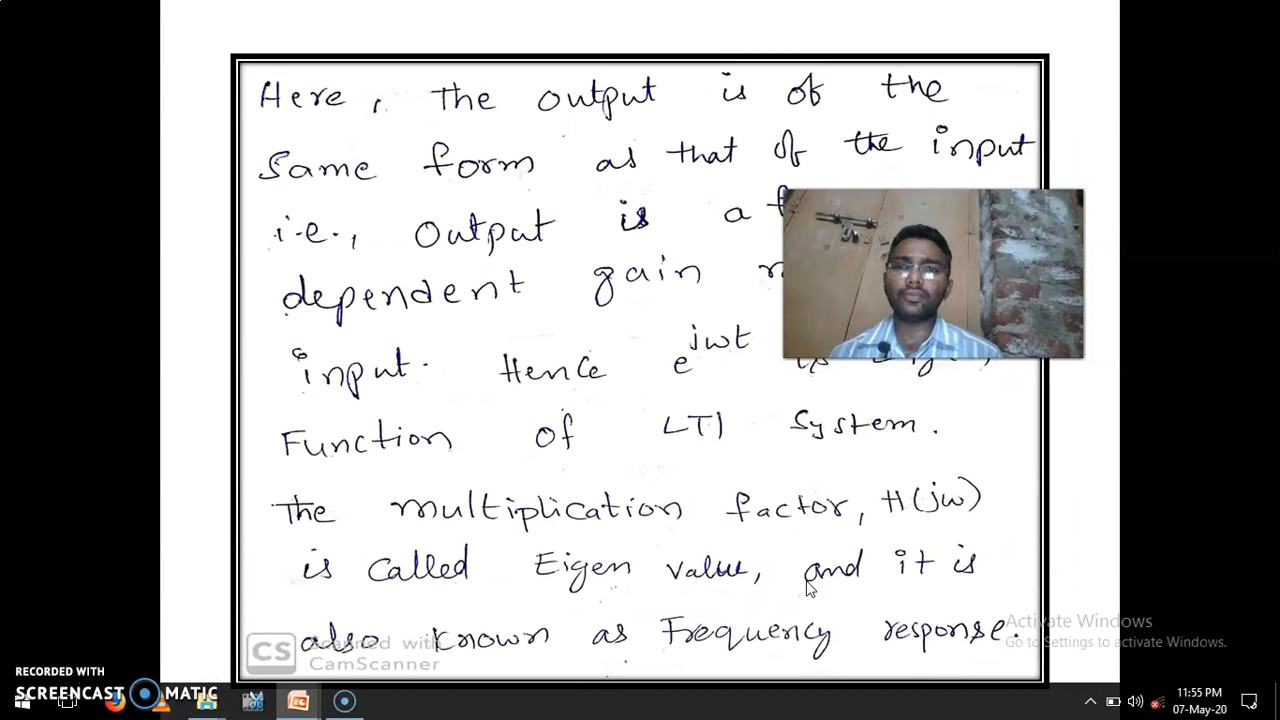 Here, The output is of the
Same form as that of the input
i.e., Output is a
dependent gain
input. Hence e^jwt
Function of LTI System.
The multiplication factor, H(jw)
is called Eigen value, and it is
also known as Frequency response.
CS Scanned with
CamScanner
Activate Windows
Go to Settings to activate Windows.
RECORDED WITH
SCREENCAST MATIC
11:55 PM
07-May-20